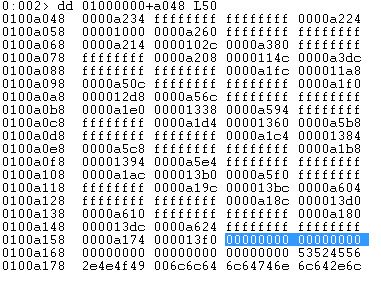 0:002> dd 01000000+a048 L50
0100a048 0000a234 ffffffff ffffffff 0000a224
0100a058 00001000 0000a260 ffffffff ffffffff
0100a068 0000a214 0000102c 0000a380 ffffffff
0100a078 ffffffff 0000a208 0000114c 0000a3dc
0100a088 ffffffff ffffffff 0000a1fc 000011a8
0100a098 0000a50c ffffffff ffffffff 0000a1f0
0100a0a8 000012d8 0000a56c ffffffff ffffffff
0100a0b8 0000a1e0 00001338 0000a594 ffffffff
0100a0c8 ffffffff 0000a1d4 00001360 0000a5b8
0100a0d8 ffffffff ffffffff 0000a1c4 00001384
0100a0e8 0000a5c8 ffffffff ffffffff 0000a1b8
0100a0f8 00001394 0000a5e4 ffffffff ffffffff
0100a108 0000a1ac 000013b0 0000a5f0 ffffffff
0100a118 ffffffff 0000a19c 000013bc 0000a604
0100a128 ffffffff ffffffff 0000a18c 000013d0
0100a138 0000a610 ffffffff ffffffff 0000a180
0100a148 000013dc 0000a624 ffffffff ffffffff
0100a158 0000a174 000013f0 00000000 00000000
0100a168 00000000 00000000 00000000 53524556
0100a178 2e4e4f49 006c6c64 6c64746e 6c642e6c